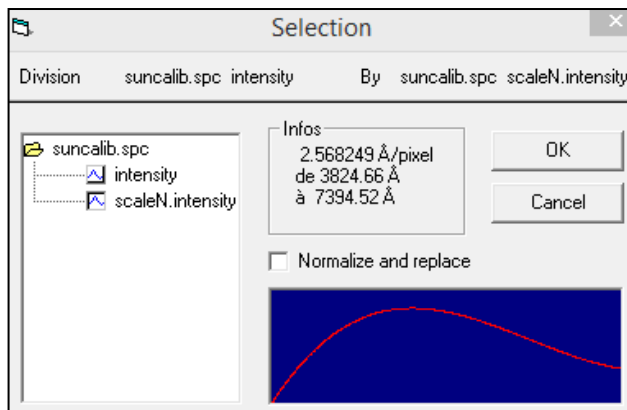 Selection
Division suncalib.spc intensity By suncalib.spc scaleN.intensity
suncalib.spc
intensity
scaleN.intensity
Infos
2.568249 Å/pixel
de 3824.66 Å
à 7394.52 Å
OK
Cancel
Normalize and replace